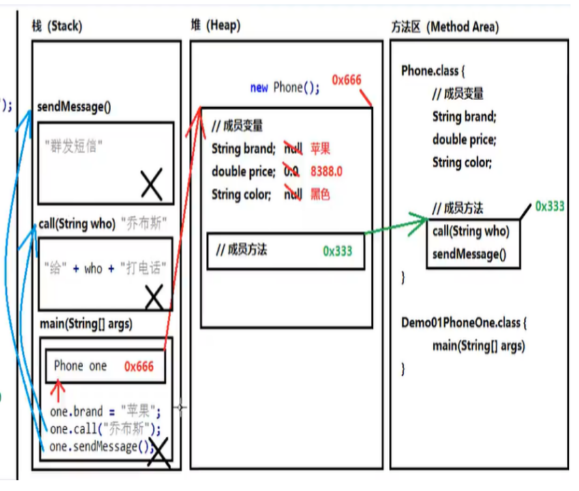 栈 (Stack)
");
sendMessage()
"群发短信"
call(String who) "乔布斯"
"给" + who + "打电话"
main(String[] args)
Phone one 0x666
one.brand = "苹果";
one.call("乔布斯");
one.sendMessage();
堆 (Heap)
new Phone(); 0x666
// 成员变量
String brand; null 苹果
double price; 0.0 8388.0
String color; null 黑色
// 成员方法 0x333
方法区 (Method Area)
Phone.class {
// 成员变量
String brand;
double price;
String color;
// 成员方法
0x333
call(String who)
sendMessage()
}
Demo01PhoneOne.class {
main(String[] args)
}